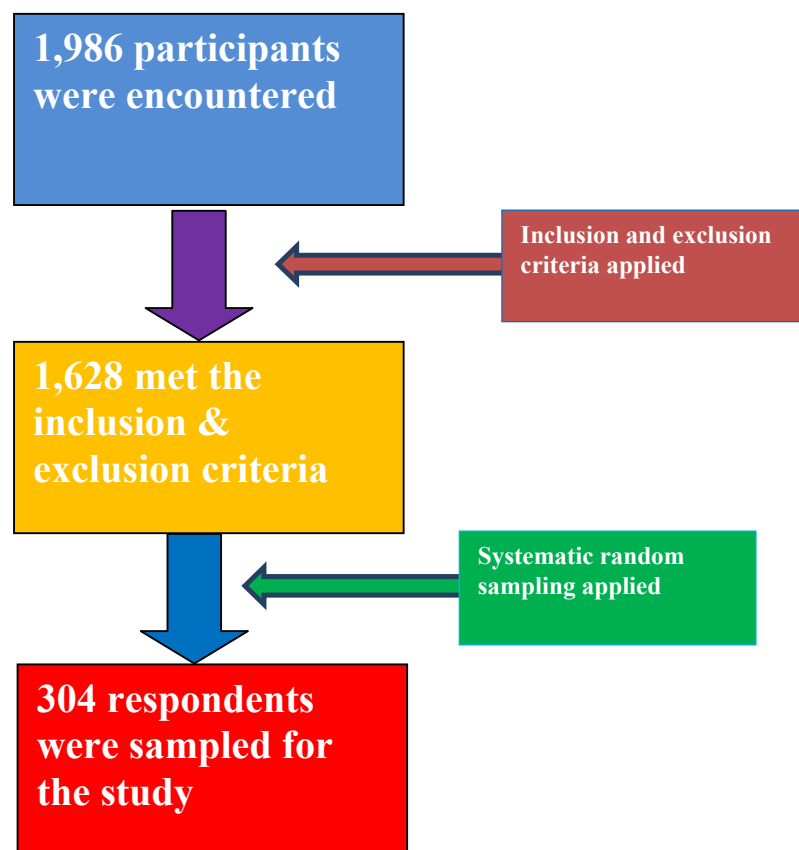 1,986 participants
were encountered
Inclusion and exclusion
criteria applied
1,628 met the
inclusion &
exclusion criteria
Systematic random
sampling applied
304 respondents
were sampled for
the study